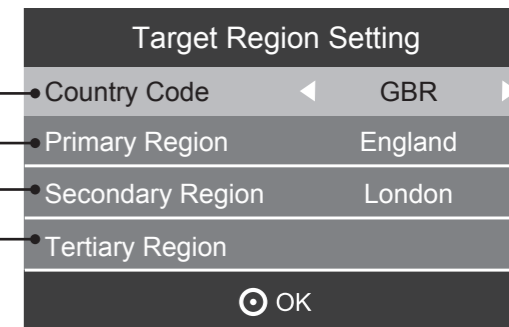 Target Region Setting
Country Code GBR
Primary Region England
Secondary Region London
Tertiary Region
OK